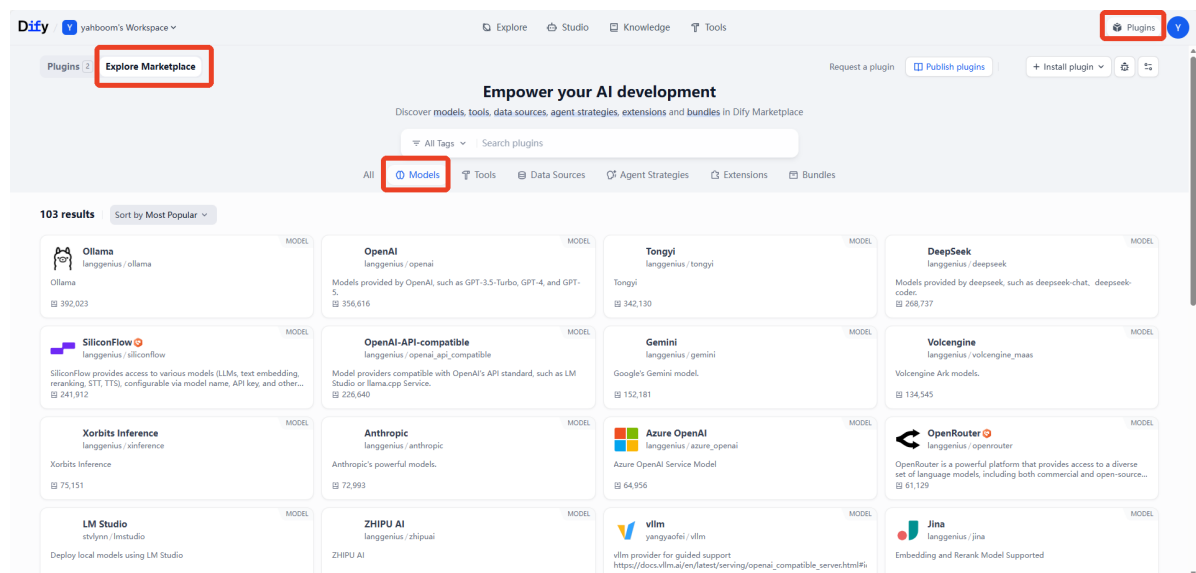 Dify
Y yahboom's Workspace
Explore
Studio
Knowledge
Tools
Plugins
Y
Plugins 2
Explore Marketplace
Request a plugin
Publish plugins
+ Install plugin
Empower your AI development
Discover models, tools, data sources, agent strategies, extensions and bundles in Dify Marketplace
All Tags
Search plugins
All
Models
Tools
Data Sources
Agent Strategies
Extensions
Bundles
103 results
Sort by Most Popular
MODEL
Ollama
langgenius / ollama
Ollama
392,023
MODEL
OpenAI
langgenius / openai
Models provided by OpenAI, such as GPT-3.5-Turbo, GPT-4, and GPT-
5.
356,616
MODEL
Tongyi
langgenius / tongyi
Tongyi
342,130
MODEL
DeepSeek
langgenius / deepseek
Models provided by deepseek, such as deepseek-chat, deepseek-
coder.
268,737
MODEL
SiliconFlow
langgenius / siliconflow
SiliconFlow provides access to various models (LLMs, text embedding,
reranking, STT, TTS), configurable via model name, API key, and other...
241,912
MODEL
OpenAI-API-compatible
langgenius / openai_api_compatible
Model providers compatible with OpenAI's API standard, such as LM
Studio or llama.cpp Service.
226,640
MODEL
Gemini
langgenius / gemini
Google's Gemini model.
152,181
MODEL
Volcengine
langgenius / volcengine_maas
Volcengine Ark models.
134,545
MODEL
Xorbits Inference
langgenius / xinference
Xorbits Inference
75,151
MODEL
Anthropic
langgenius / anthropic
Anthropic's powerful models.
72,993
MODEL
Azure OpenAI
langgenius / azure_openai
Azure OpenAI Service Model
64,956
MODEL
OpenRouter
langgenius / openrouter
OpenRouter is a powerful platform that provides access to a diverse
set of language models, including both commercial and open-source...
61,129
MODEL
LM Studio
stvlynn / lmstudio
Deploy local models using LM Studio
MODEL
ZHIPU AI
langgenius / zhipuai
ZHIPU AI
MODEL
vllm
yangyaofei / vllm
vllm provider for guided support
https://docs.vllm.ai/en/latest/serving/openai_compatible_server.html#i
MODEL
Jina
langgenius / jina
Embedding and Rerank Model Supported